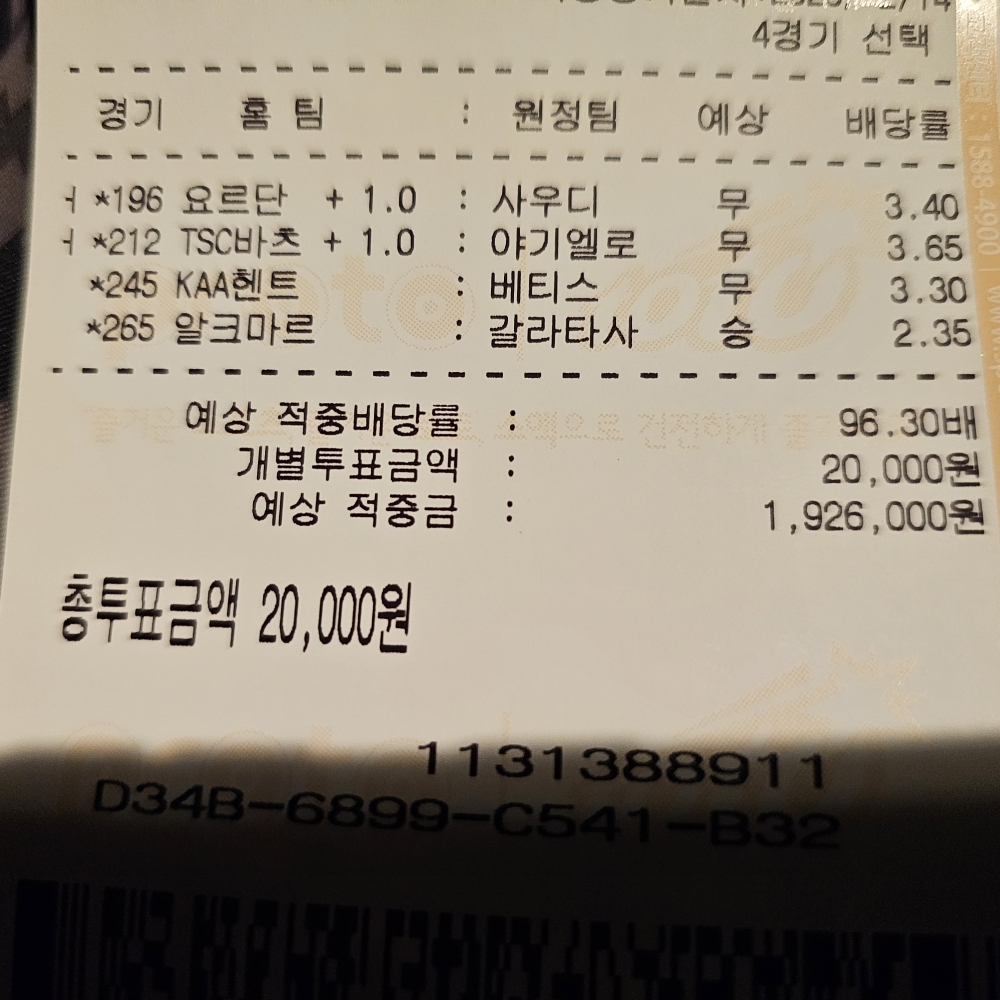 4경기 선택
경기 홈 팀 : 원정팀 예상 배당률
ㅓ *196 요르단 + 1.0 : 사우디 무 3.40
ㅓ *212 TSC바츠 + 1.0 : 야기엘로 무 3.65
*245 KAA헨트 : 베티스 무 3.30
*265 알크마르 : 갈라타사 승 2.35
예상 적중배당률 : 96.30배
개별투표금액 : 20,000원
예상 적중금 : 1,926,000원
총투표금액 20,000원
1131388911
D34B-6899-C541-B32
1588-4900